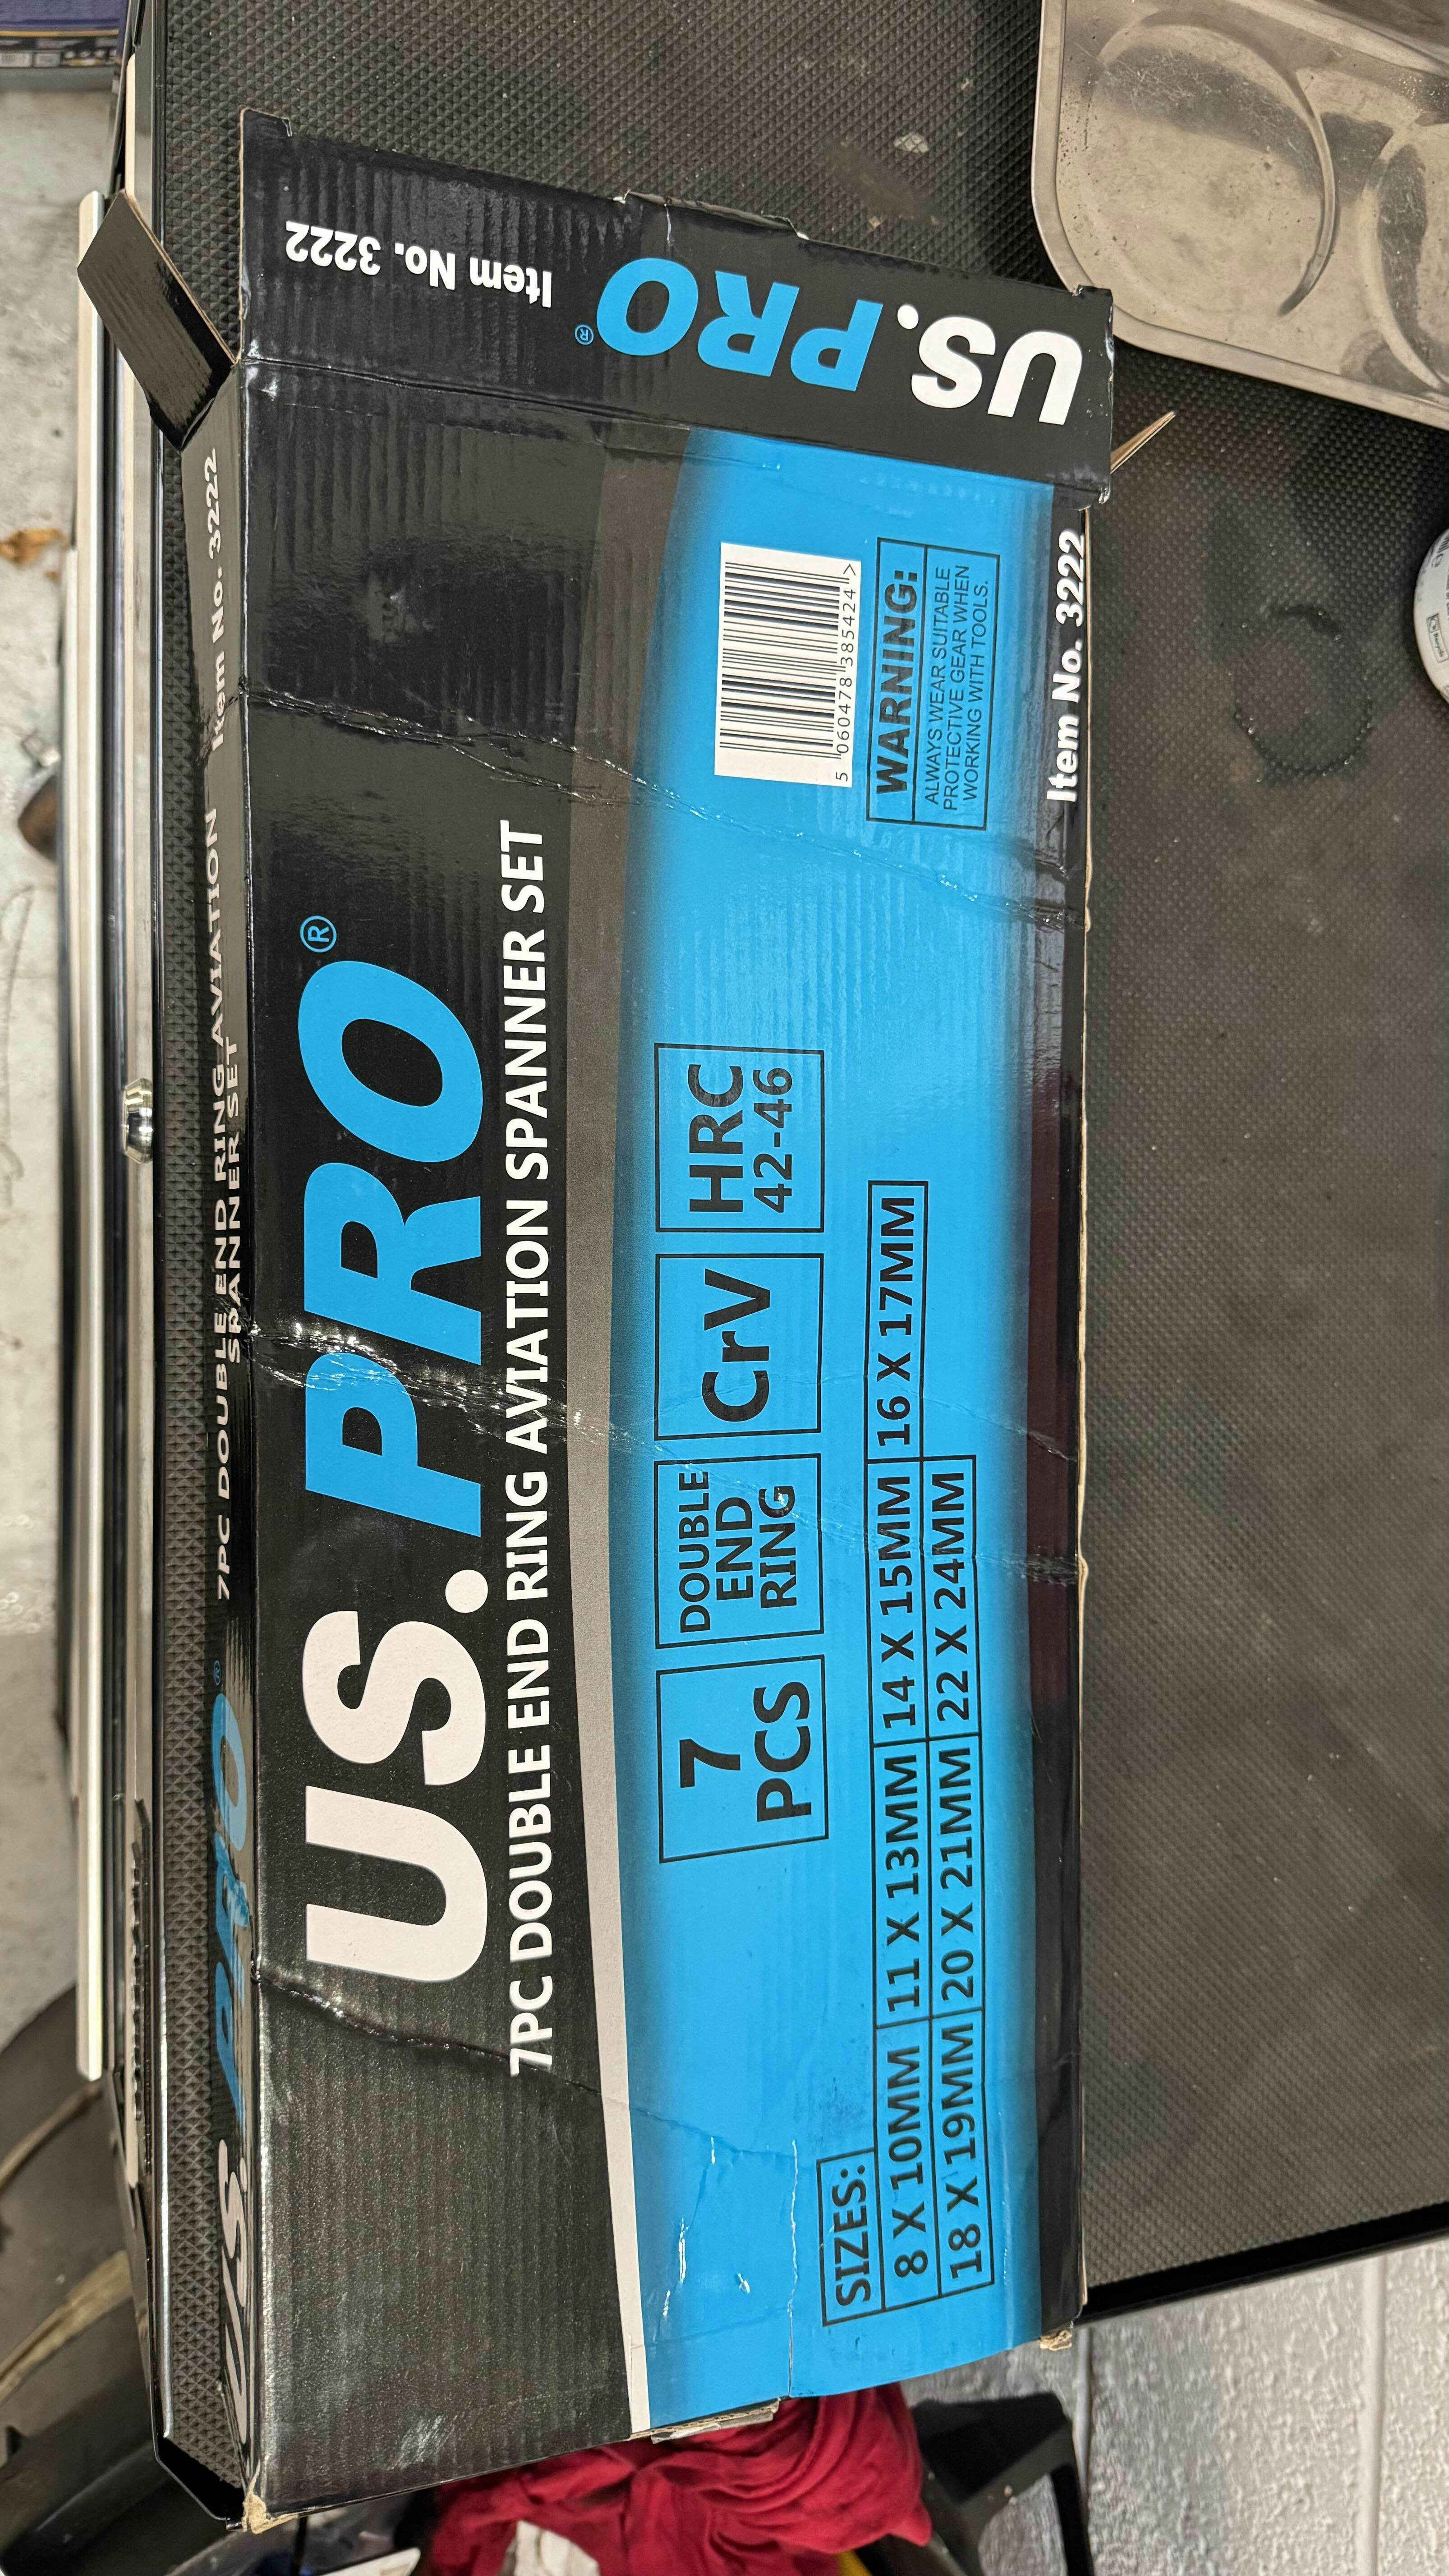 US.PRO®
Item No. 3222
US.PRO®
7PC DOUBLE END RING AVIATION
SPANNER SET
Item No. 3222
US.PRO®
7PC DOUBLE END RING AVIATION SPANNER SET
7
PCS
DOUBLE
END
RING
CrV
HRC
42-46
5 060478 385424 >
WARNING:
ALWAYS WEAR SUITABLE
PROTECTIVE GEAR WHEN
WORKING WITH TOOLS.
SIZES:
8 X 10MM 11 X 13MM 14 X 15MM 16 X 17MM
18 X 19MM 20 X 21MM 22 X 24MM
Item No. 3222